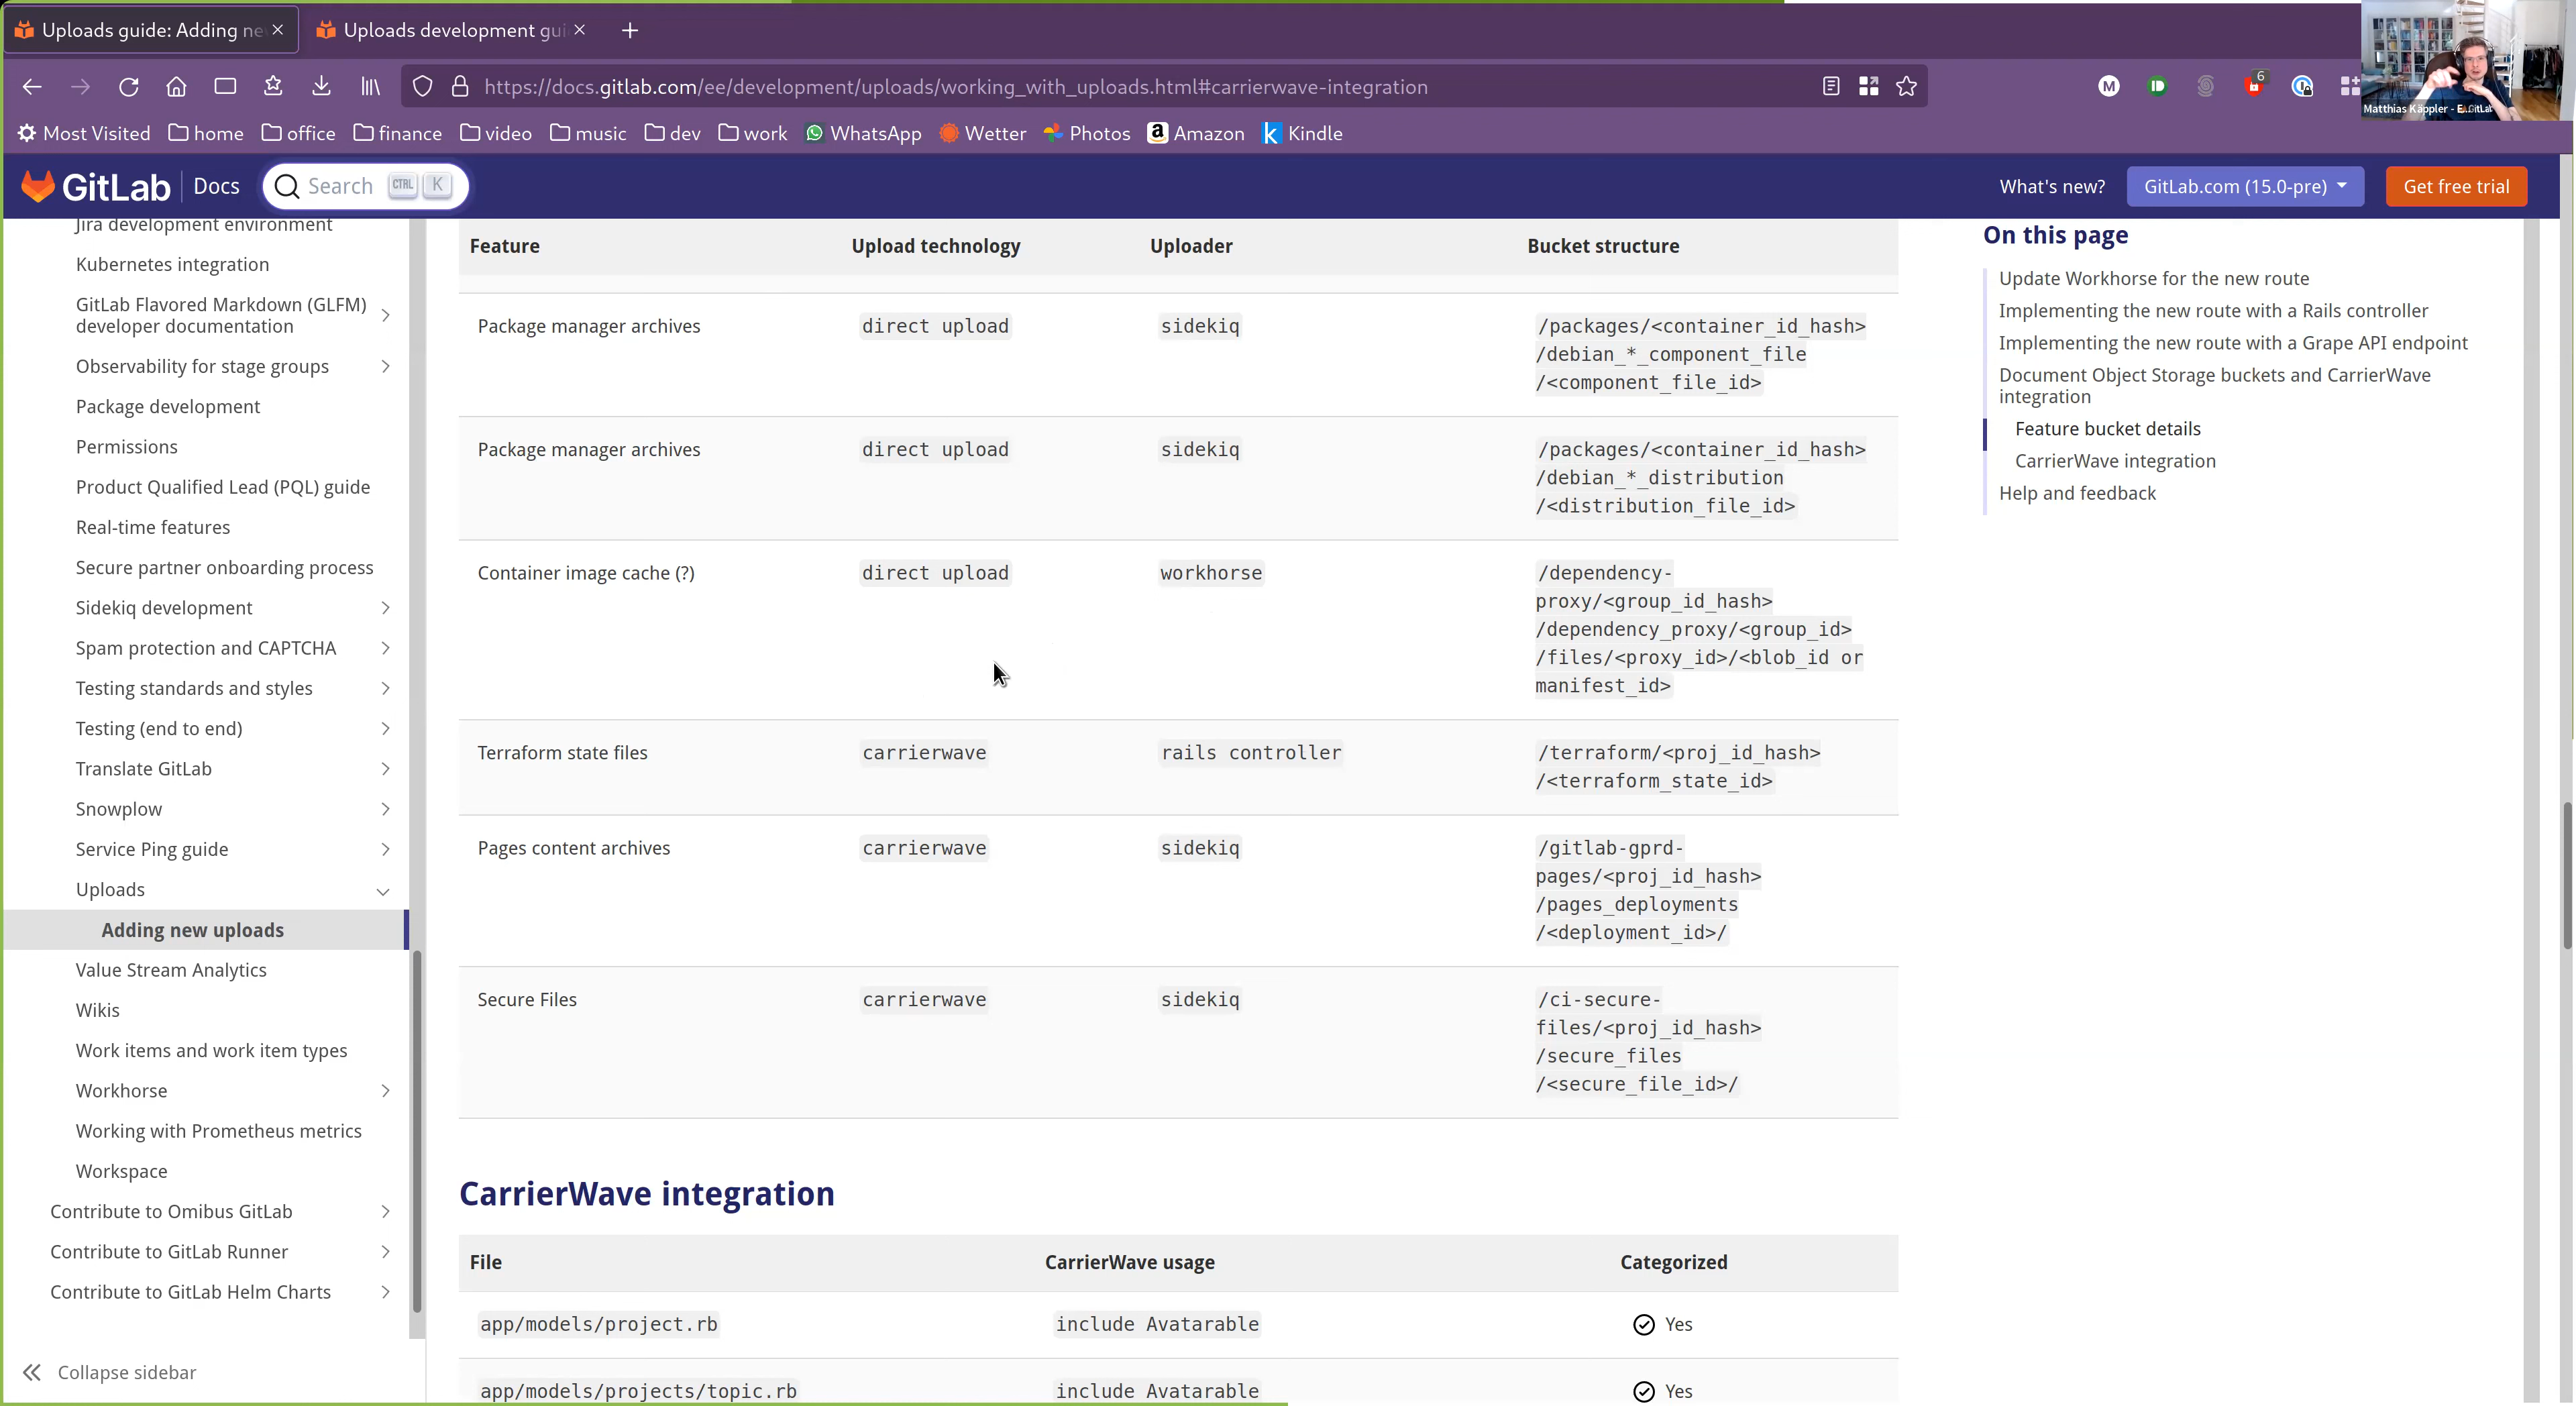 Uploads guide: Adding ne
Uploads development gui
https://docs.gitlab.com/ee/development/uploads/working_with_uploads.html#carrierwave-integration
6
Matthias Käppler - E..GitLab
Most Visited home office finance video music dev work WhatsApp Wetter Photos Amazon Kindle
GitLab Docs Search CTRL K What's new? GitLab.com (15.0-pre) Get free trial
Jira development environment
Kubernetes integration
GitLab Flavored Markdown (GLFM)
developer documentation
Observability for stage groups
Package development
Permissions
Product Qualified Lead (PQL) guide
Real-time features
Secure partner onboarding process
Sidekiq development
Spam protection and CAPTCHA
Testing standards and styles
Testing (end to end)
Translate GitLab
Snowplow
Service Ping guide
Uploads
Adding new uploads
Value Stream Analytics
Wikis
Work items and work item types
Workhorse
Working with Prometheus metrics
Workspace
Contribute to Omibus GitLab
Contribute to GitLab Runner
Contribute to GitLab Helm Charts
Collapse sidebar
Feature Upload technology Uploader Bucket structure
Package manager archives direct upload sidekiq /packages/<container_id_hash>
/debian_*_component_file
/<component_file_id>
Package manager archives direct upload sidekiq /packages/<container_id_hash>
/debian_*_distribution
/<distribution_file_id>
Container image cache (?) direct upload workhorse /dependency-
proxy/<group_id_hash>
/dependency_proxy/<group_id>
/files/<proxy_id>/<blob_id or
manifest_id>
Terraform state files carrierwave rails controller /terraform/<proj_id_hash>
/<terraform_state_id>
Pages content archives carrierwave sidekiq /gitlab-gprd-
pages/<proj_id_hash>
/pages_deployments
/<deployment_id>/
Secure Files carrierwave sidekiq /ci-secure-
files/<proj_id_hash>
/secure_files
/<secure_file_id>/
CarrierWave integration
File CarrierWave usage Categorized
app/models/project.rb include Avatarable Yes
app/models/projects/topic.rb include Avatarable Yes
On this page
Update Workhorse for the new route
Implementing the new route with a Rails controller
Implementing the new route with a Grape API endpoint
Document Object Storage buckets and CarrierWave
integration
Feature bucket details
CarrierWave integration
Help and feedback